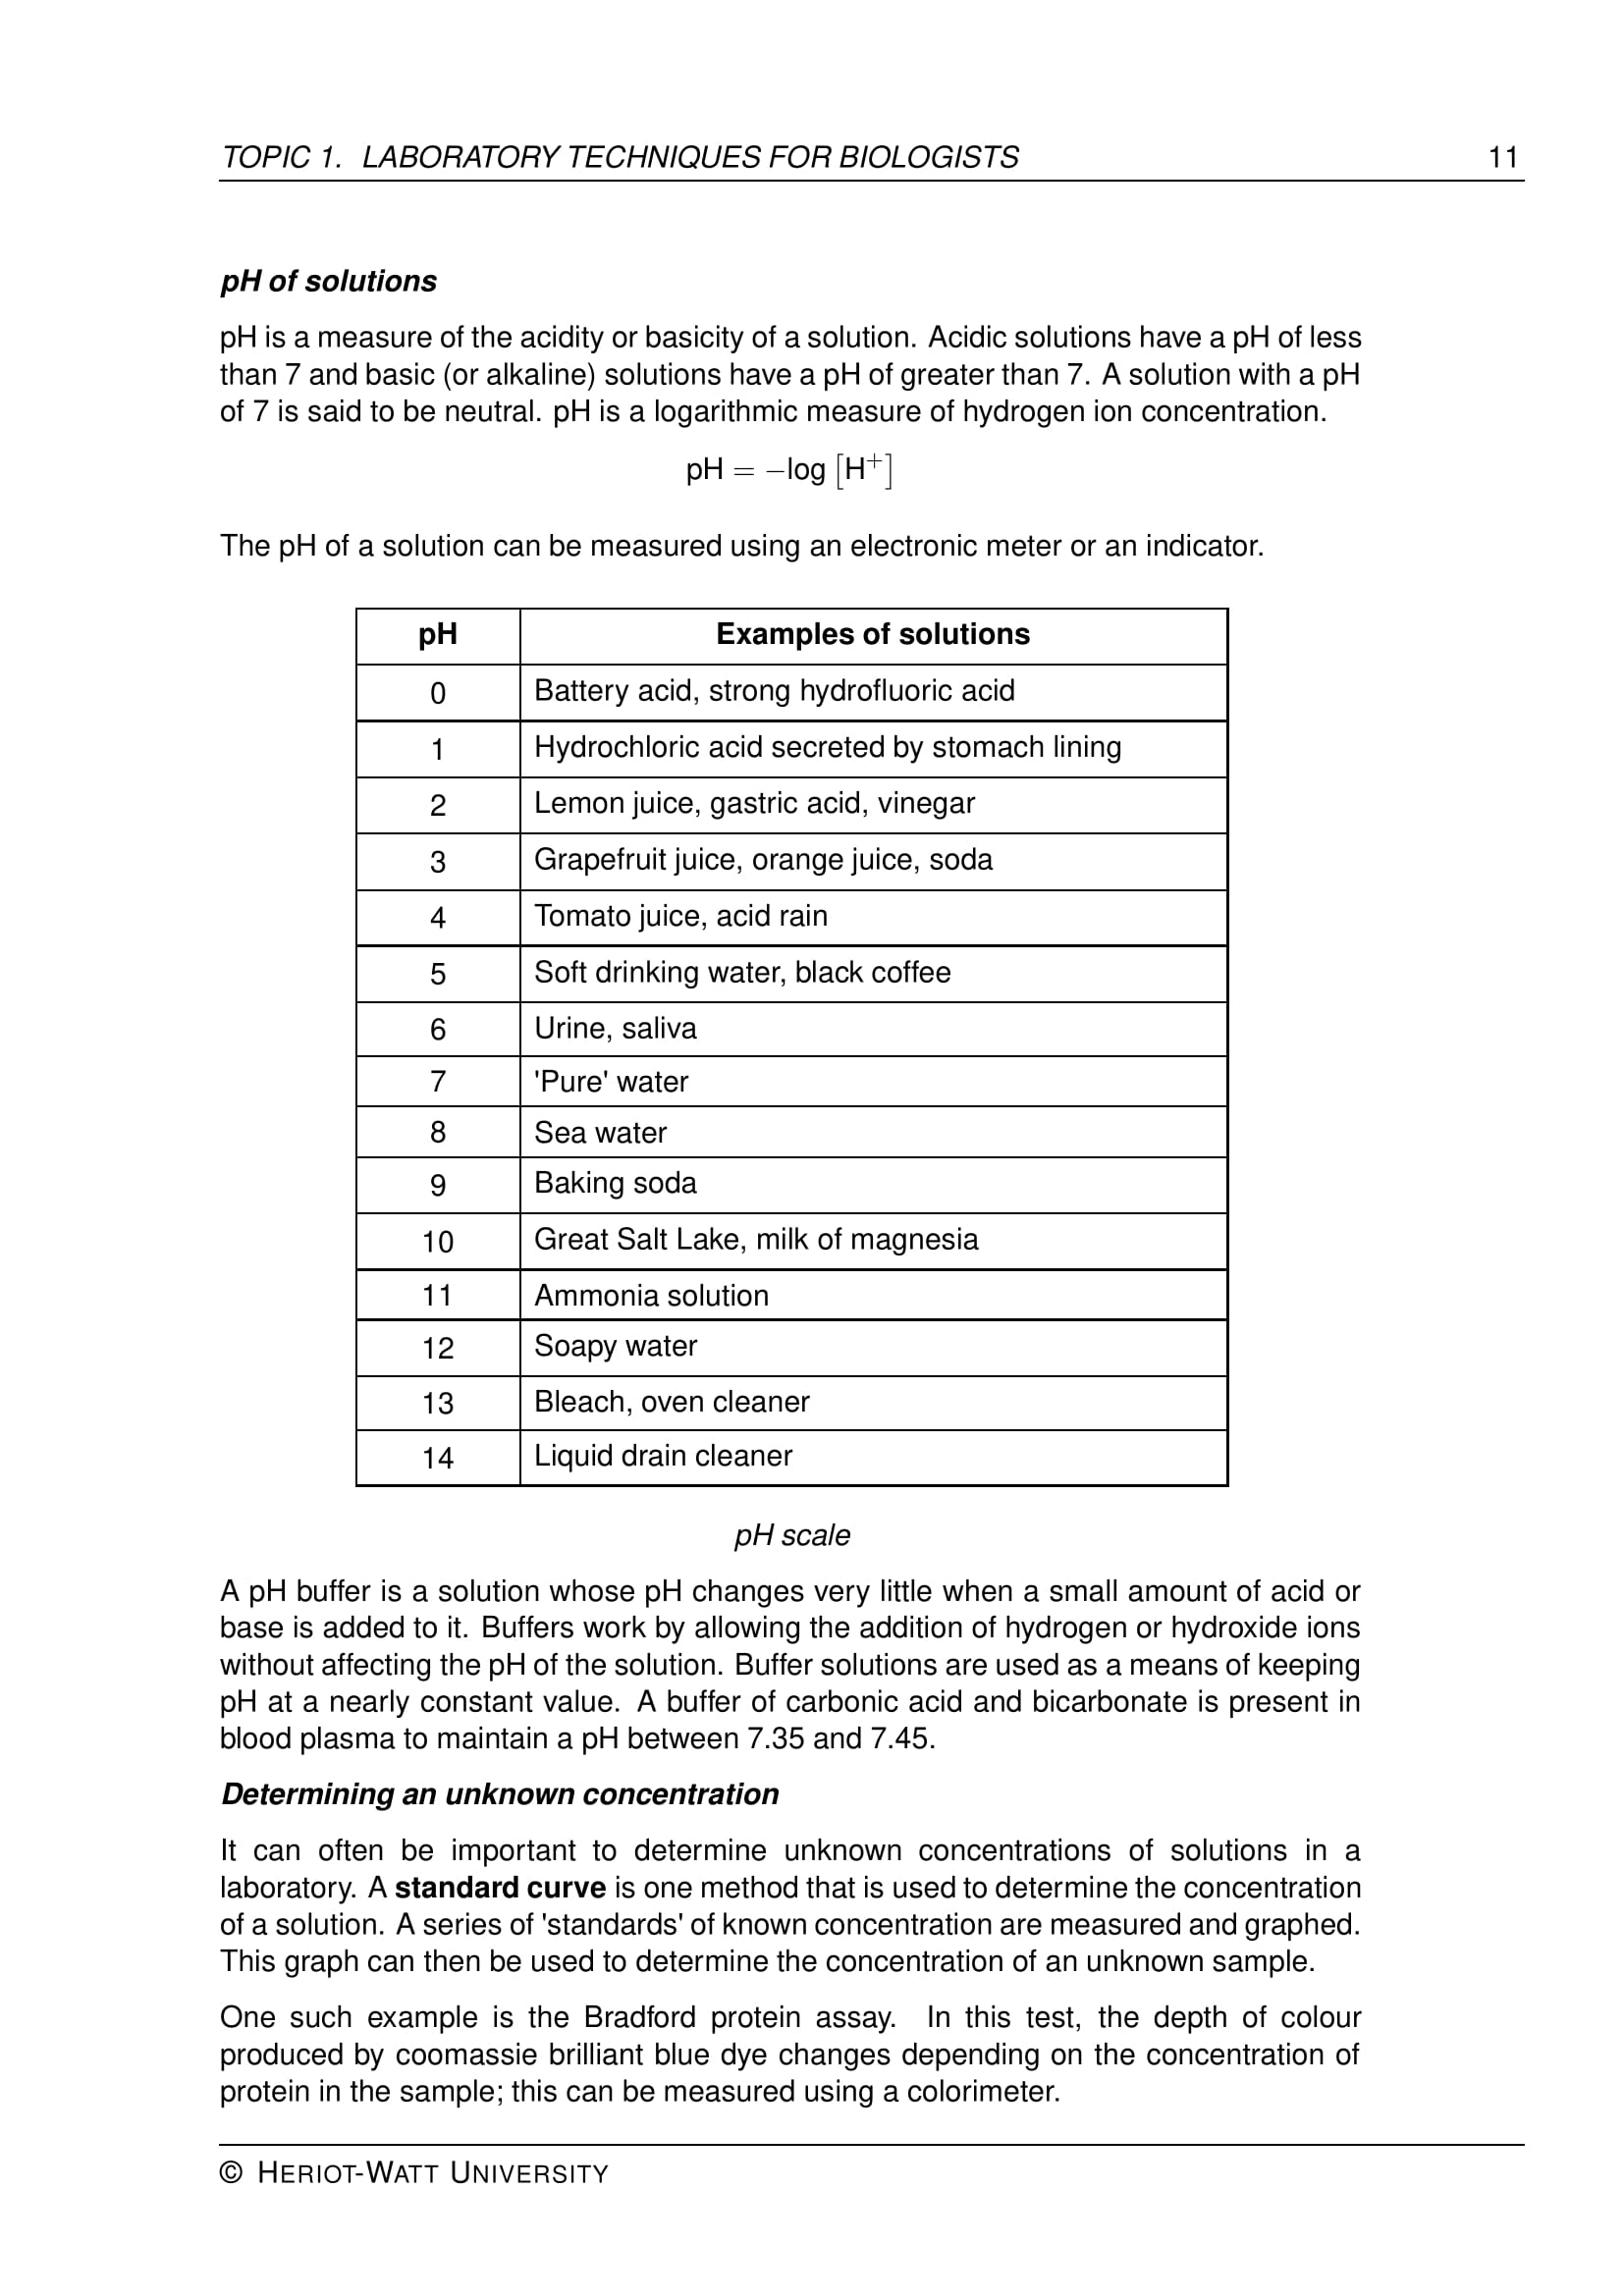 TOPIC 1. LABORATORY TECHNIQUES FOR BIOLOGISTS 11
pH of solutions
pH is a measure of the acidity or basicity of a solution. Acidic solutions have a pH of less
than 7 and basic (or alkaline) solutions have a pH of greater than 7. A solution with a pH
of 7 is said to be neutral. pH is a logarithmic measure of hydrogen ion concentration.
pH = −log [H⁺]
The pH of a solution can be measured using an electronic meter or an indicator.
pH Examples of solutions
0 Battery acid, strong hydrofluoric acid
1 Hydrochloric acid secreted by stomach lining
2 Lemon juice, gastric acid, vinegar
3 Grapefruit juice, orange juice, soda
4 Tomato juice, acid rain
5 Soft drinking water, black coffee
6 Urine, saliva
7 'Pure' water
8 Sea water
9 Baking soda
10 Great Salt Lake, milk of magnesia
11 Ammonia solution
12 Soapy water
13 Bleach, oven cleaner
14 Liquid drain cleaner
pH scale
A pH buffer is a solution whose pH changes very little when a small amount of acid or
base is added to it. Buffers work by allowing the addition of hydrogen or hydroxide ions
without affecting the pH of the solution. Buffer solutions are used as a means of keeping
pH at a nearly constant value. A buffer of carbonic acid and bicarbonate is present in
blood plasma to maintain a pH between 7.35 and 7.45.
Determining an unknown concentration
It can often be important to determine unknown concentrations of solutions in a
laboratory. A standard curve is one method that is used to determine the concentration
of a solution. A series of 'standards' of known concentration are measured and graphed.
This graph can then be used to determine the concentration of an unknown sample.
One such example is the Bradford protein assay. In this test, the depth of colour
produced by coomassie brilliant blue dye changes depending on the concentration of
protein in the sample; this can be measured using a colorimeter.
© HERIOT-WATT UNIVERSITY